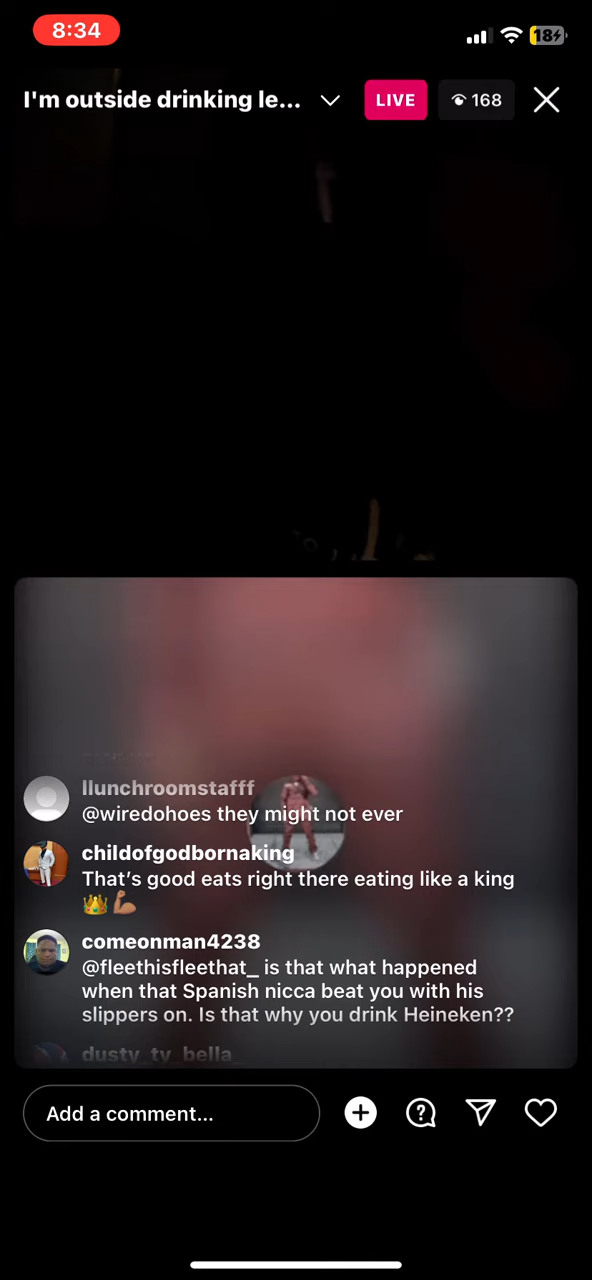 8:34
18
I'm outside drinking le...
LIVE
168
llunchroomstafff
@wiredohoes they might not ever
childofgodbornaking
That's good eats right there eating like a king
👑💪🏽
comeonman4238
@fleethisfleethat_ is that what happened
when that Spanish nicca beat you with his
slippers on. Is that why you drink Heineken??
dusty_tv_bella
Add a comment...